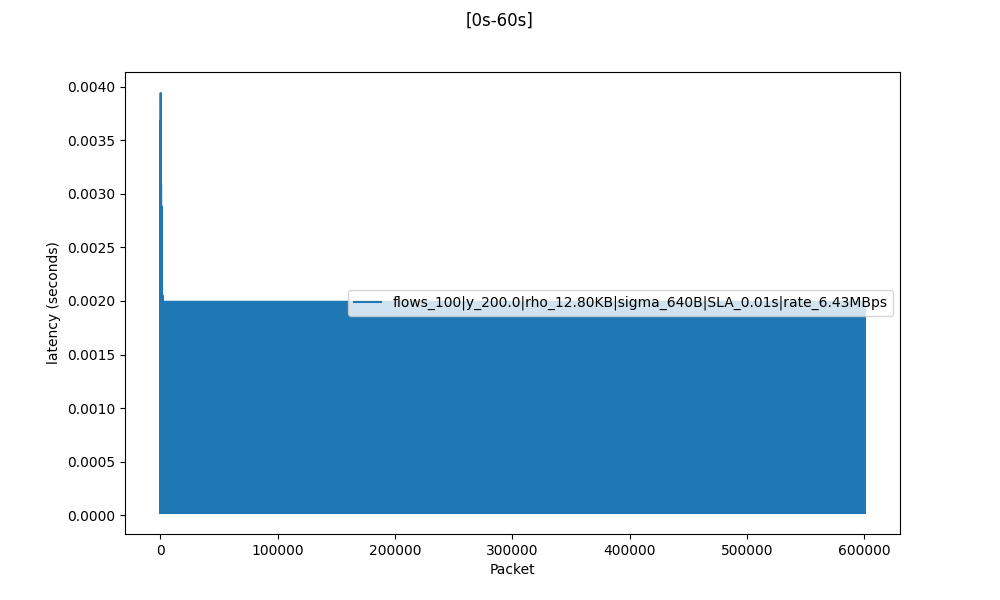 [0s-60s]
0.0040
0.0035
0.0030
0.0025
0.0020
0.0015
0.0010
0.0005
0.0000
latency (seconds)
flows_100|y_200.0|rho_12.80KB|sigma_640B|SLA_0.01s|rate_6.43MBps
0 100000 200000 300000 400000 500000 600000
Packet